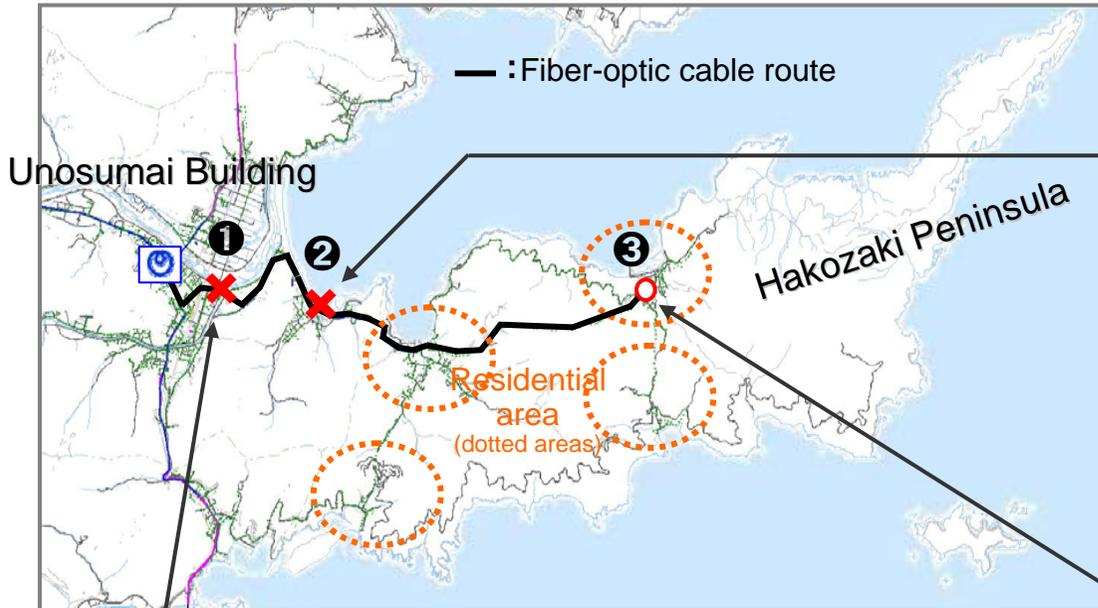 :Fiber-optic cable route
Unosumai Building
❶
❷
❸
Hakozaki Peninsula
Residential
area
(dotted areas)